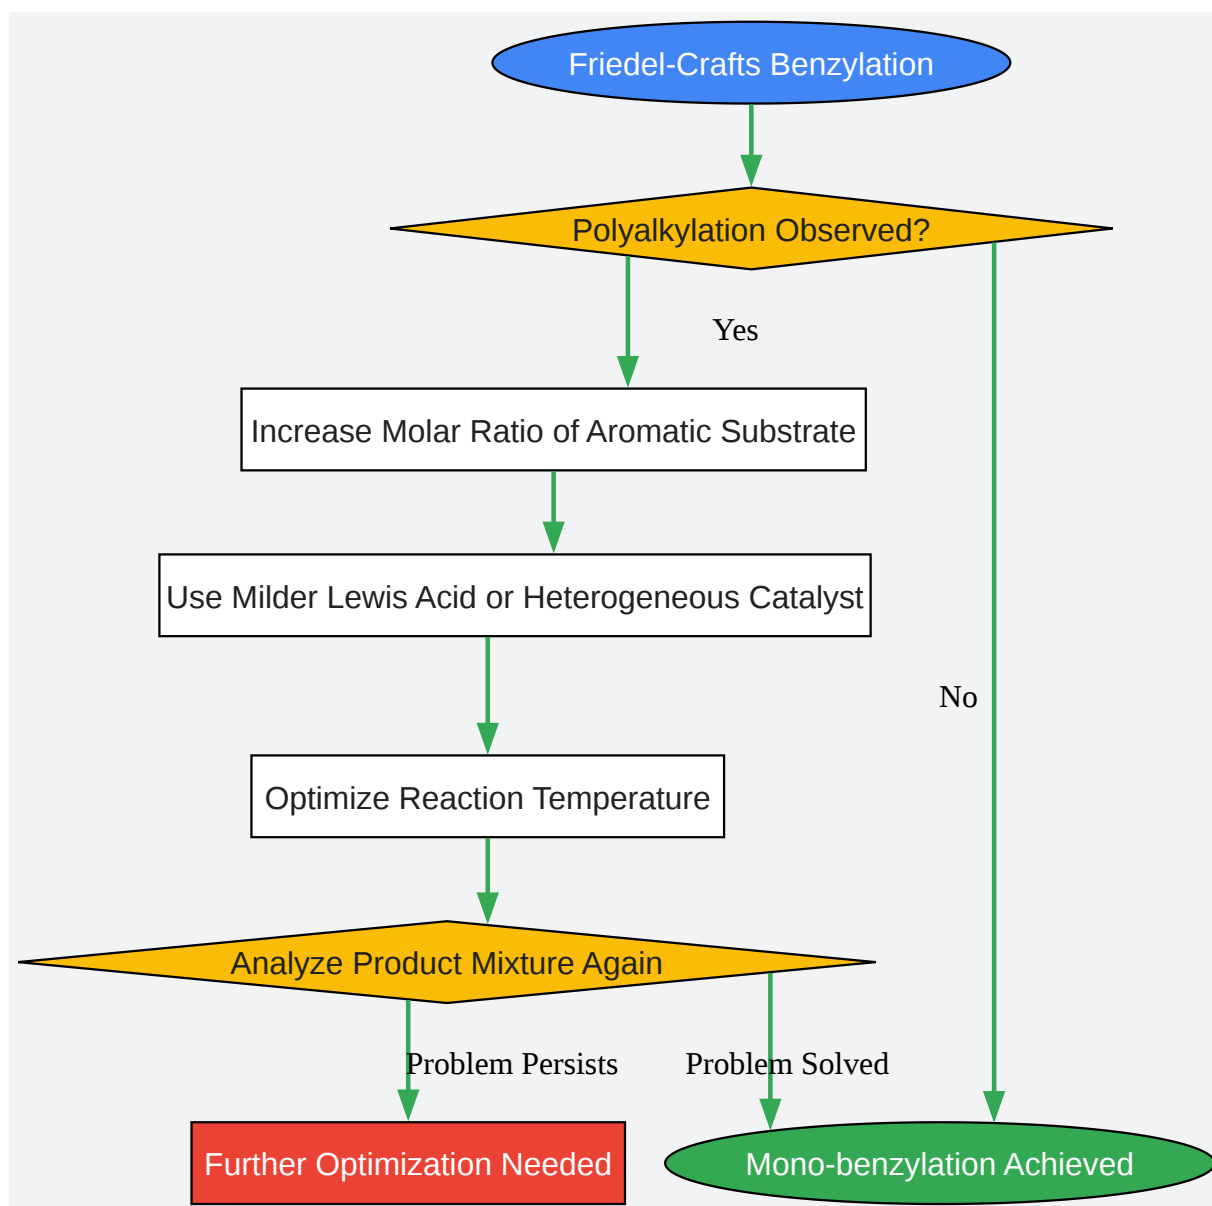 Friedel-Crafts Benzylation
Polyalkylation Observed?
Yes
Increase Molar Ratio of Aromatic Substrate
Use Milder Lewis Acid or Heterogeneous Catalyst
No
Optimize Reaction Temperature
Analyze Product Mixture Again
Problem Persists
Problem Solved
Further Optimization Needed
Mono-benzylation Achieved